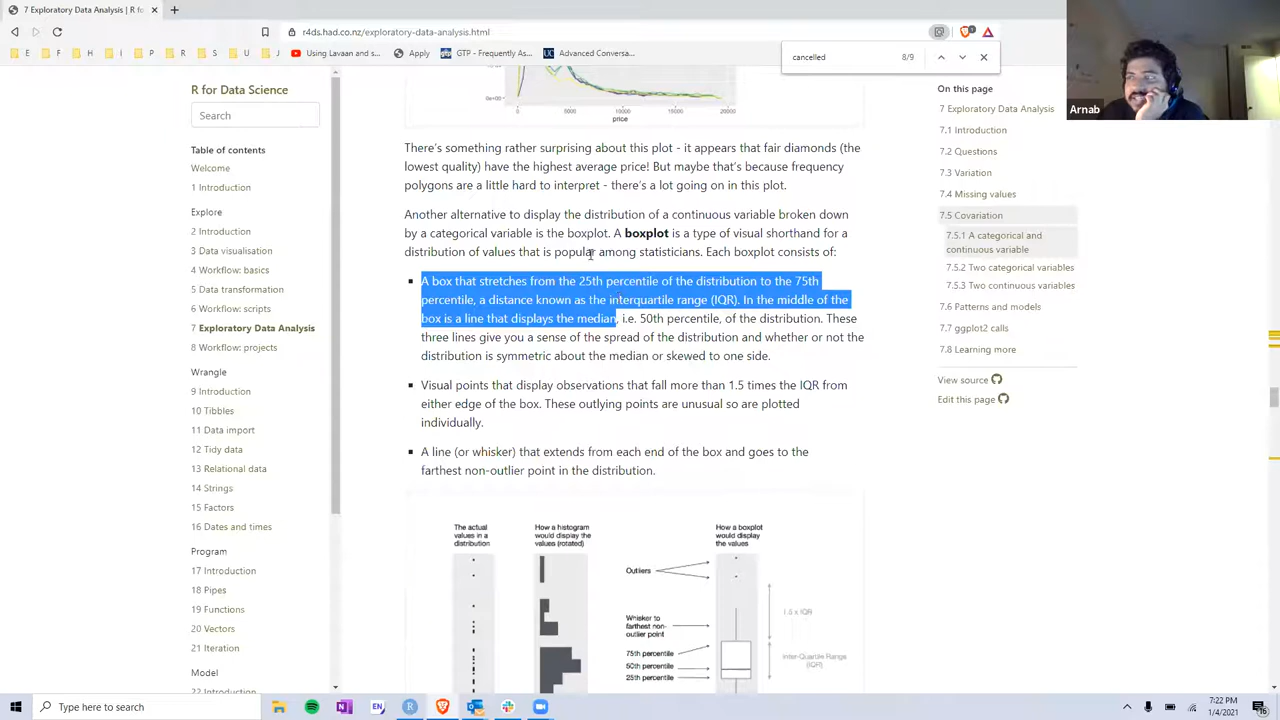 7 Exploratory Data Analysis | R for
r4ds.had.co.nz/exploratory-data-analysis.html
E F H I D P R S U Using Lavaan and s... Apply GTP - Frequently As... Advanced Conversa...
cancelled 8/9
Arnab
R for Data Science
Search
Table of contents
Welcome
1 Introduction
Explore
2 Introduction
3 Data visualisation
4 Workflow: basics
5 Data transformation
6 Workflow: scripts
7 Exploratory Data Analysis
8 Workflow: projects
Wrangle
9 Introduction
10 Tibbles
11 Data import
12 Tidy data
13 Relational data
14 Strings
15 Factors
16 Dates and times
Program
17 Introduction
18 Pipes
19 Functions
20 Vectors
21 Iteration
Model
22 Introduction
0e+00
0 5000 10000 15000 20000
price
There's something rather surprising about this plot - it appears that fair diamonds (the
lowest quality) have the highest average price! But maybe that's because frequency
polygons are a little hard to interpret - there's a lot going on in this plot.
Another alternative to display the distribution of a continuous variable broken down
by a categorical variable is the boxplot. A boxplot is a type of visual shorthand for a
distribution of values that is popular among statisticians. Each boxplot consists of:
A box that stretches from the 25th percentile of the distribution to the 75th
percentile, a distance known as the interquartile range (IQR). In the middle of the
box is a line that displays the median, i.e. 50th percentile, of the distribution. These
three lines give you a sense of the spread of the distribution and whether or not the
distribution is symmetric about the median or skewed to one side.
Visual points that display observations that fall more than 1.5 times the IQR from
either edge of the box. These outlying points are unusual so are plotted
individually.
A line (or whisker) that extends from each end of the box and goes to the
farthest non-outlier point in the distribution.
The actual
values in a
distribution
How a histogram
would display the
values (rotated)
How a boxplot
would display
the values
Outliers
1.5 x IQR
Whisker to
farthest non-
outlier point
75th percentile
50th percentile
25th percentile
Inter-Quartile Range
(IQR)
On this page
7 Exploratory Data Analysis
7.1 Introduction
7.2 Questions
7.3 Variation
7.4 Missing values
7.5 Covariation
7.5.1 A categorical and
continuous variable
7.5.2 Two categorical variables
7.5.3 Two continuous variables
7.6 Patterns and models
7.7 ggplot2 calls
7.8 Learning more
View source
Edit this page
Type here to search
7:22 PM
1/4/2021